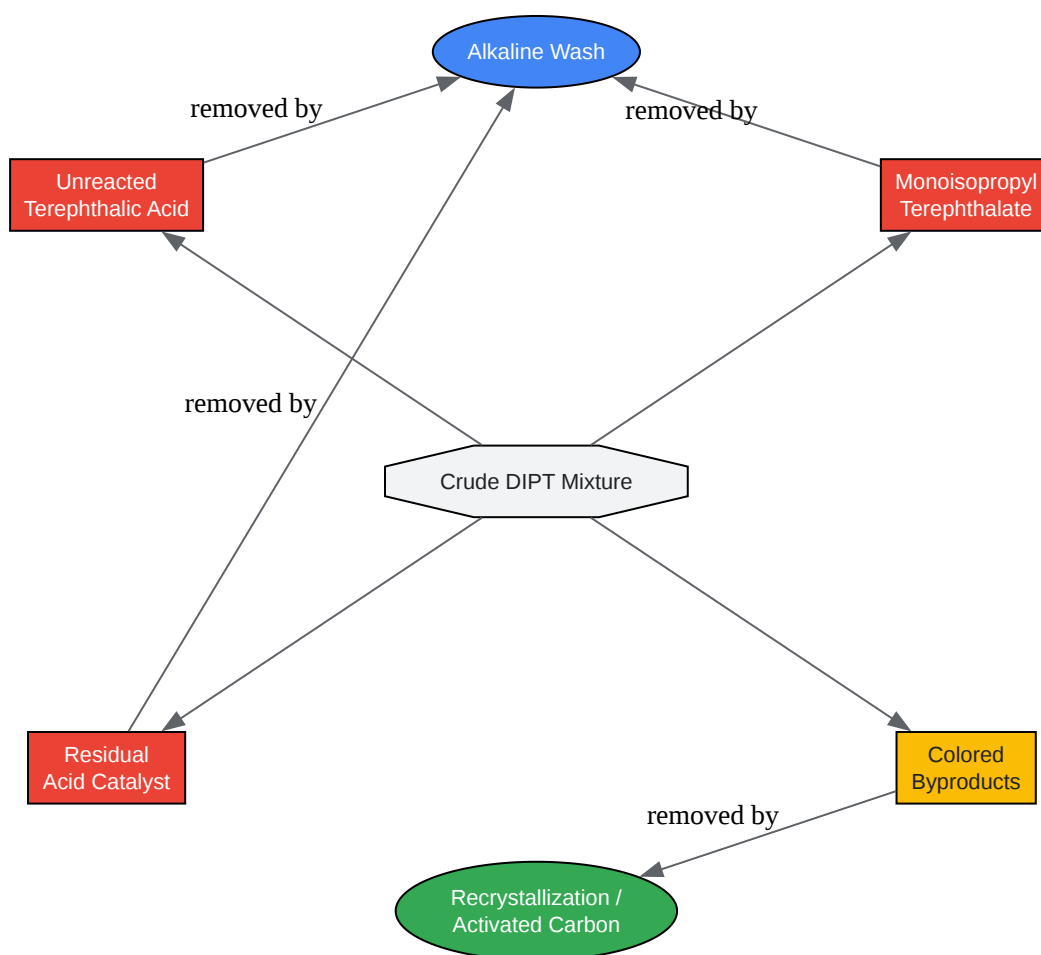 Alkaline Wash
removed by
removed by
Unreacted
Terephthalic Acid
Monoisopropyl
Terephthalate
removed by
Crude DIPT Mixture
Residual
Acid Catalyst
Colored
Byproducts
removed by
Recrystallization /
Activated Carbon